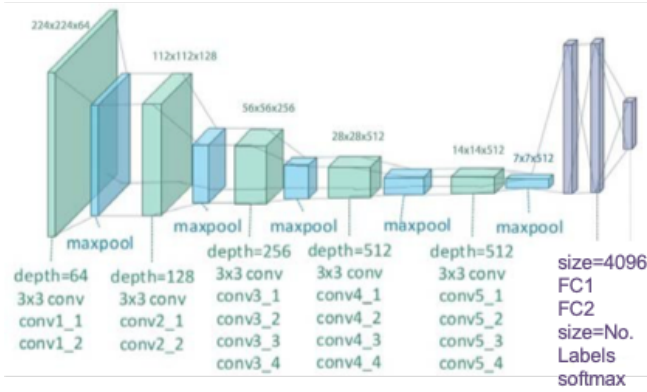 224x224x64
112x112x128
56x56x256
28x28x512
14x14x512
7x7x512
maxpool
maxpool
maxpool
maxpool
maxpool
depth=64
3x3 conv
conv1_1
conv1_2
depth=128
3x3 conv
conv2_1
conv2_2
depth=256
3x3 conv
conv3_1
conv3_2
conv3_3
conv3_4
depth=512
3x3 conv
conv4_1
conv4_2
conv4_3
conv4_4
depth=512
3x3 conv
conv5_1
conv5_2
conv5_3
conv5_4
size=4096
FC1
FC2
size=No.
Labels
softmax